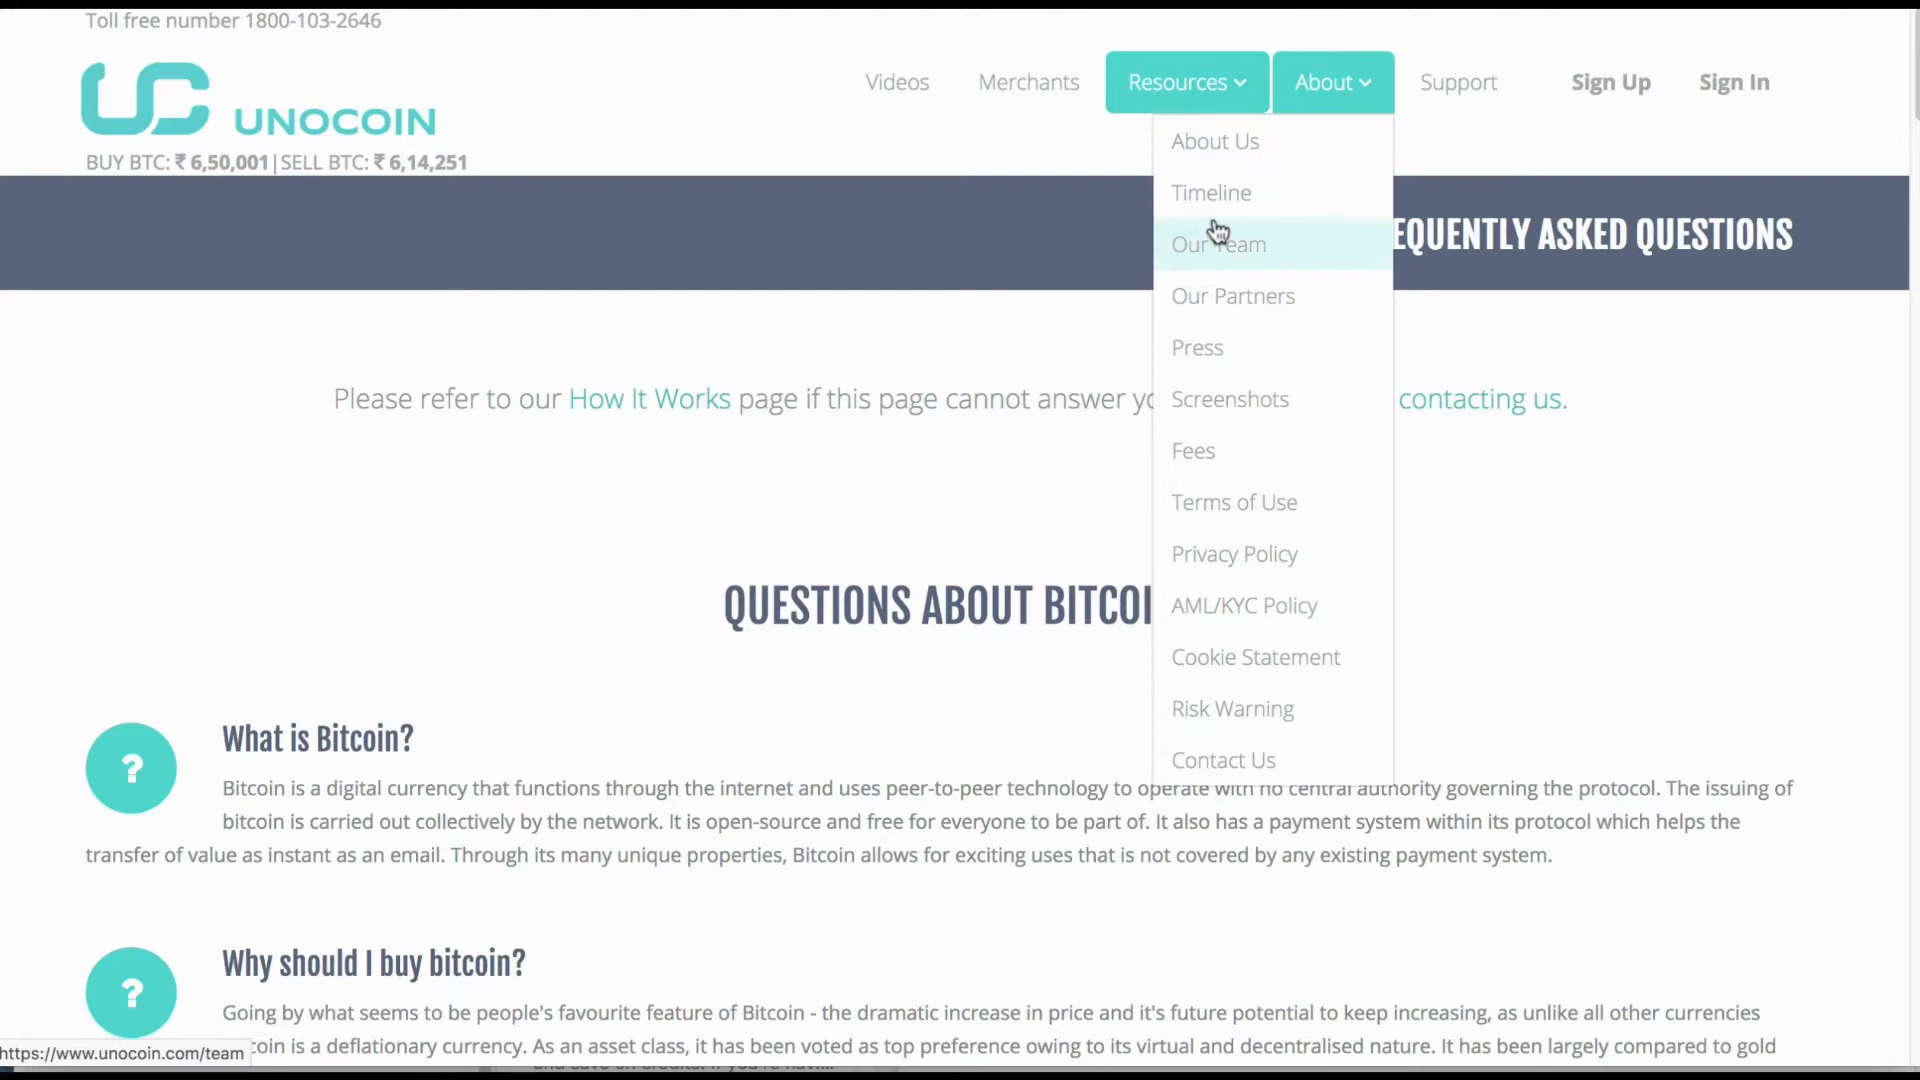 Toll free number 1800-103-2646
UC UNOCOIN
Videos Merchants Resources About Support Sign Up Sign In
BUY BTC: ₹ 6,50,001|SELL BTC: ₹ 6,14,251
About Us
Timeline
Our Team
Our Partners
Press
Screenshots
Fees
Terms of Use
Privacy Policy
AML/KYC Policy
Cookie Statement
Risk Warning
Contact Us
EQUENTLY ASKED QUESTIONS
Please refer to our How It Works page if this page cannot answer contacting us.
QUESTIONS ABOUT BITCOI
? What is Bitcoin?
Bitcoin is a digital currency that functions through the internet and uses peer-to-peer technology to operate with no central authority governing the protocol. The issuing of
bitcoin is carried out collectively by the network. It is open-source and free for everyone to be part of. It also has a payment system within its protocol which helps the
transfer of value as instant as an email. Through its many unique properties, Bitcoin allows for exciting uses that is not covered by any existing payment system.
? Why should I buy bitcoin?
Going by what seems to be people's favourite feature of Bitcoin - the dramatic increase in price and it's future potential to keep increasing, as unlike all other currencies
coin is a deflationary currency. As an asset class, it has been voted as top preference owing to its virtual and decentralised nature. It has been largely compared to gold
https://www.unocoin.com/team